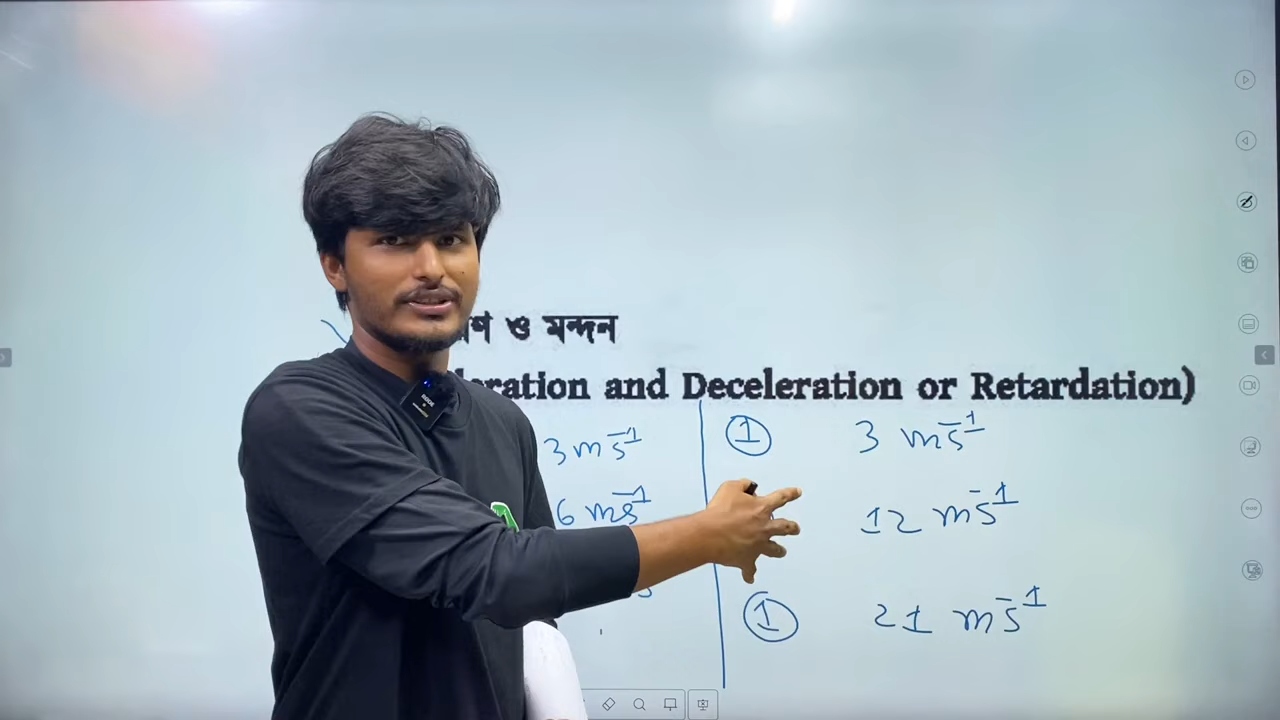 ও মন্দন
and Deceleration or Retardation)
3 ms⁻¹
6 ms⁻¹
① 3 ms⁻¹
12 ms⁻¹
① 21 ms⁻¹